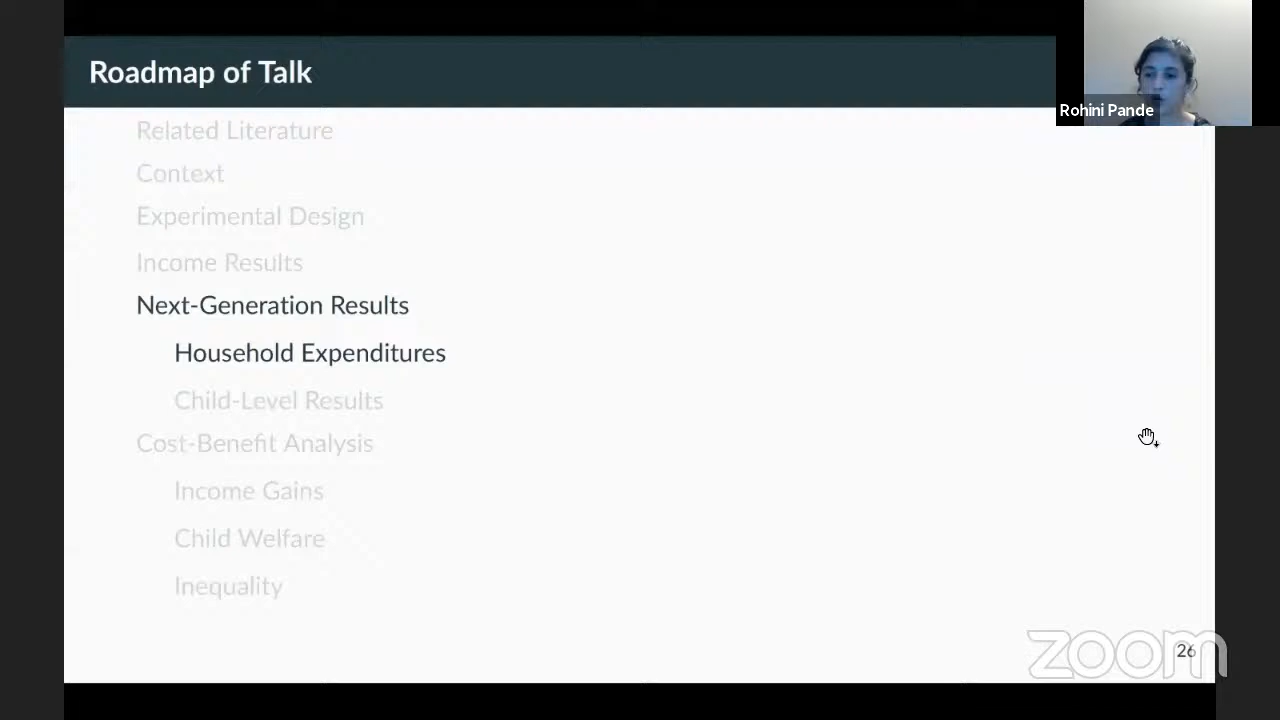 Roadmap of Talk
Rohini Pande
Related Literature
Context
Experimental Design
Income Results
Next-Generation Results
Household Expenditures
Child-Level Results
Cost-Benefit Analysis
Income Gains
Child Welfare
Inequality
zoom
26